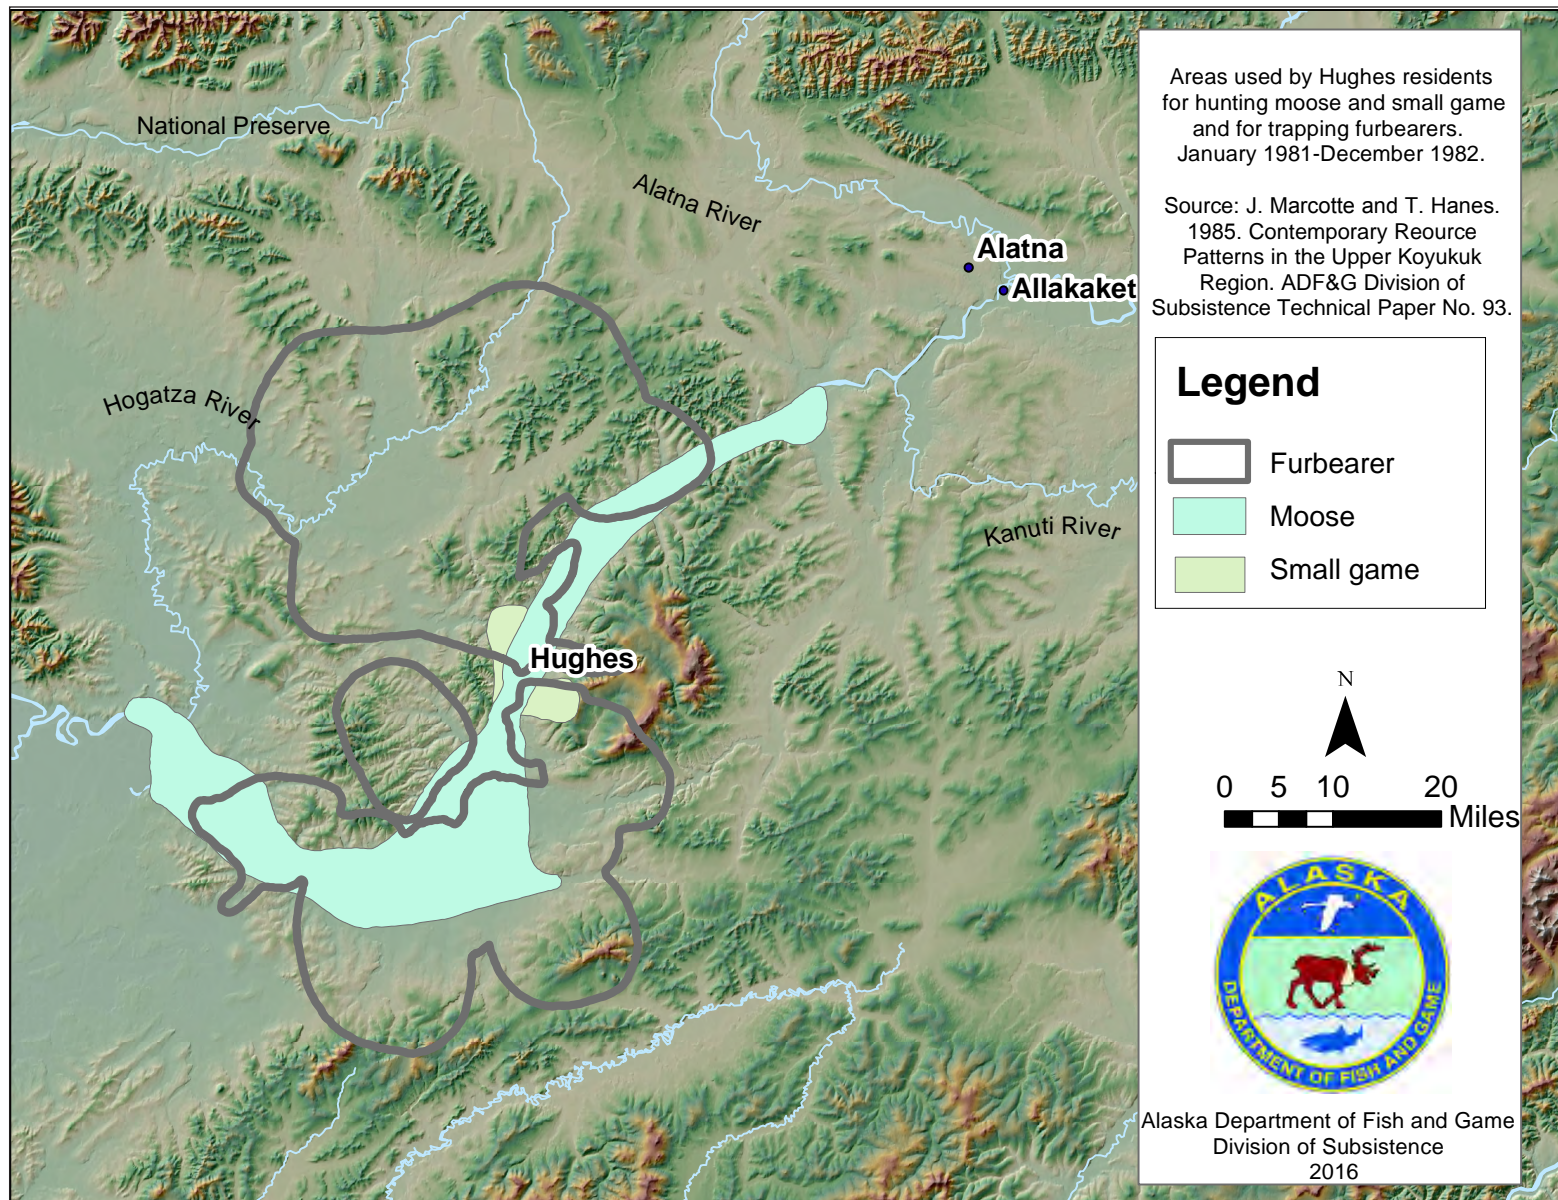 National Preserve
Alatna River
Alatna
Allakaket
Hogatza River
Kanuti River
Hughes
Areas used by Hughes residents
for hunting moose and small game
and for trapping furbearers.
January 1981-December 1982.
Source: J. Marcotte and T. Hanes.
1985. Contemporary Reource
Patterns in the Upper Koyukuk
Region. ADF&G Division of
Subsistence Technical Paper No. 93.
Legend
Furbearer
Moose
Small game
N
0 5 10 20
Miles
ALASKA
DEPARTMENT OF FISH AND GAME
Alaska Department of Fish and Game
Division of Subsistence
2016